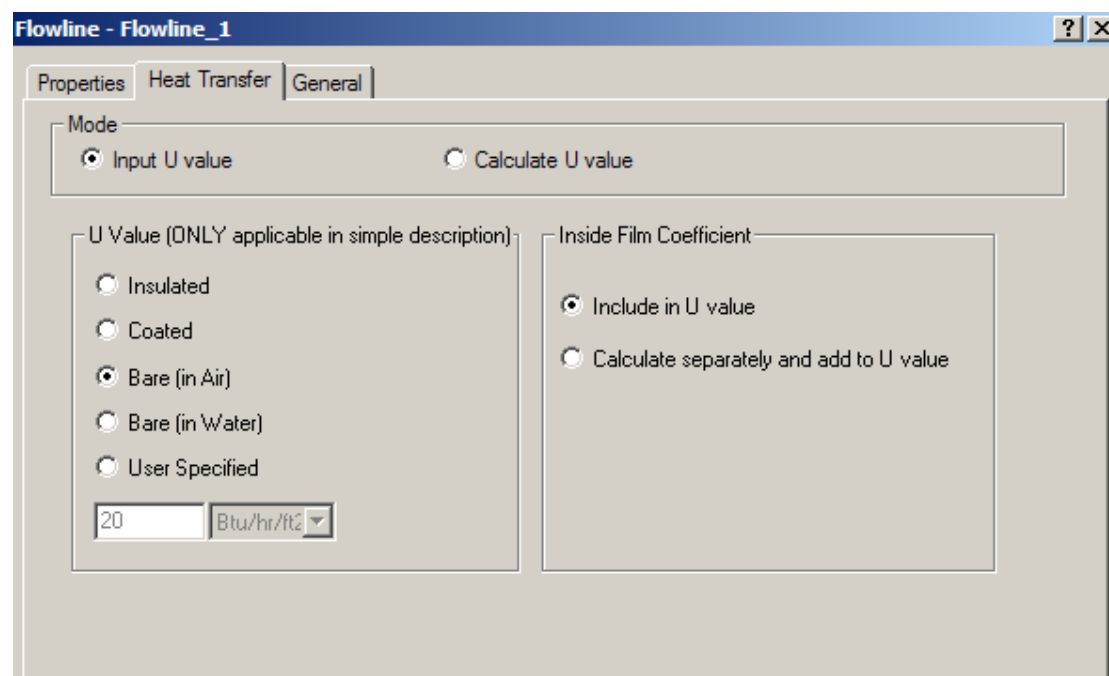 Flowline - Flowline_1
Properties Heat Transfer General
Mode
Input U value Calculate U value
U Value (ONLY applicable in simple description)
Insulated
Coated
Bare (in Air)
Bare (in Water)
User Specified
20 Btu/hr/ft2
Inside Film Coefficient
Include in U value
Calculate separately and add to U value